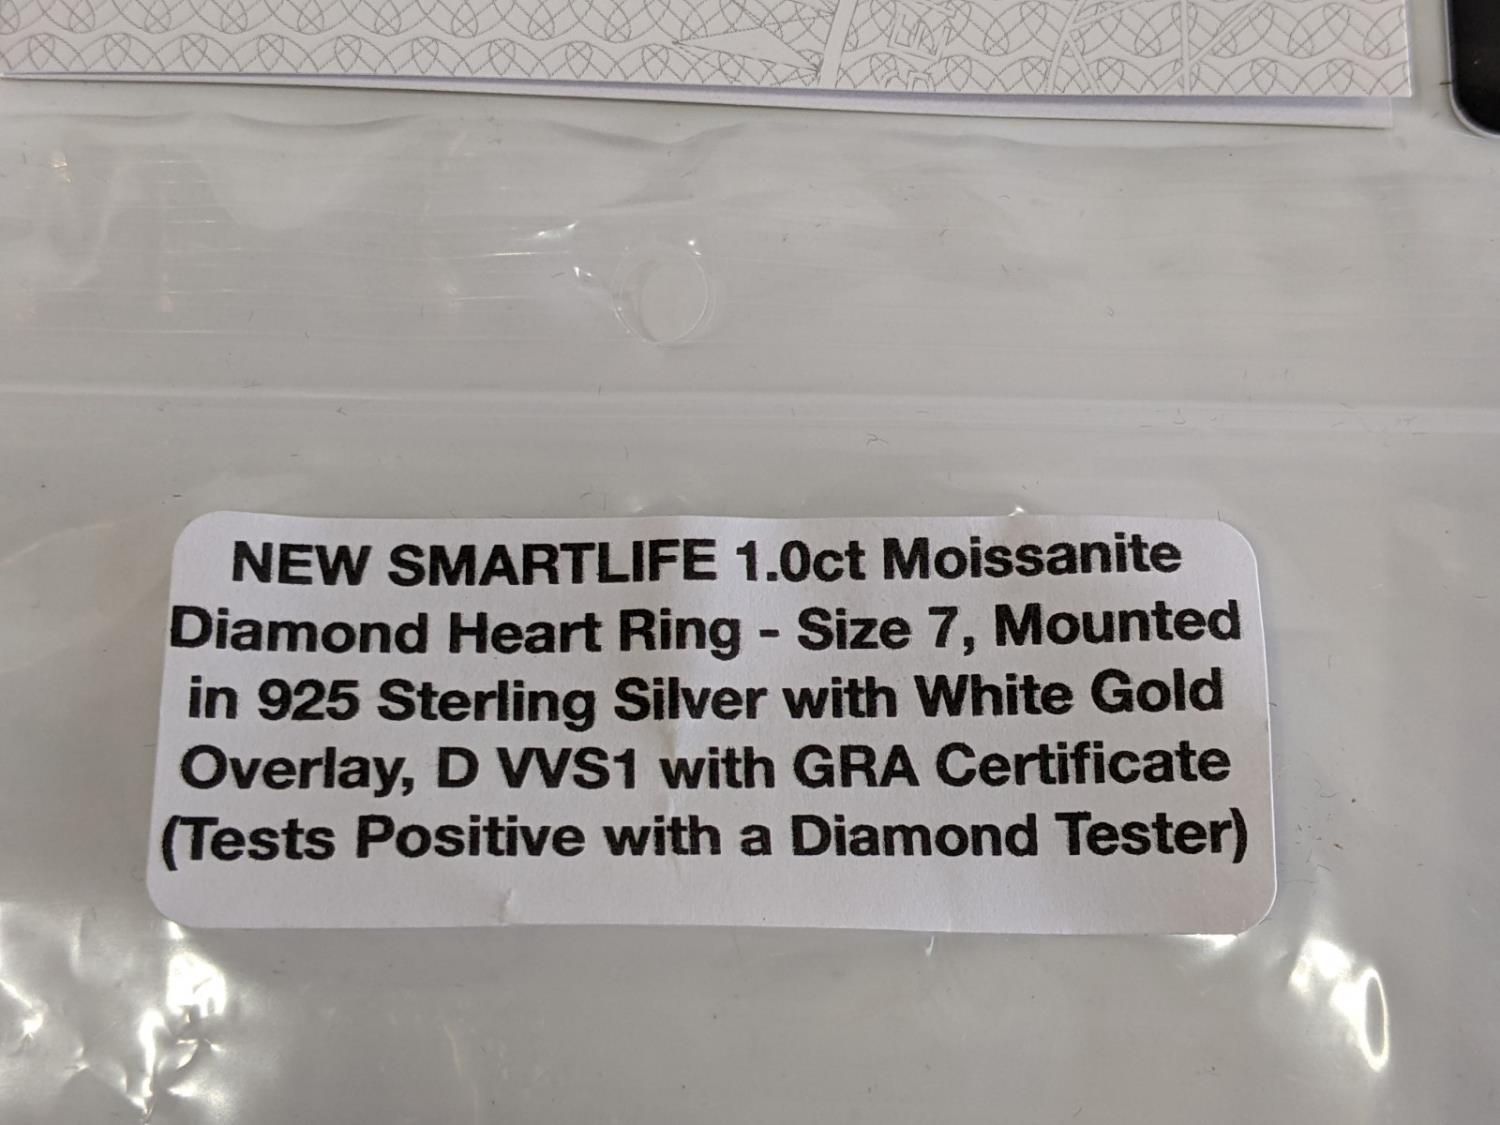 NEW SMARTLIFE 1.0ct Moissanite
Diamond Heart Ring - Size 7, Mounted
in 925 Sterling Silver with White Gold
Overlay, D VVS1 with GRA Certificate
(Tests Positive with a Diamond Tester)